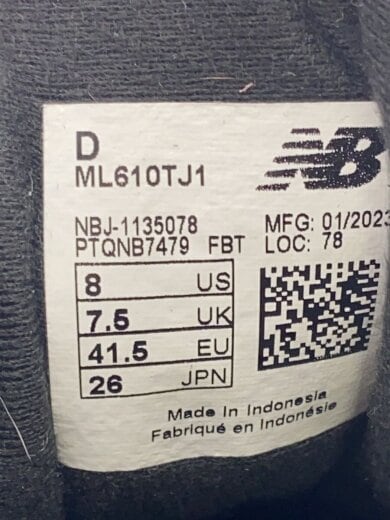 D
ML610TJ1
NB
NBJ-1135078
PTQNB7479 FBT
MFG: 01/2023
LOC: 78
8 US
7.5 UK
41.5 EU
26 JPN
Made In Indonesia
Fabriqué en Indonésie